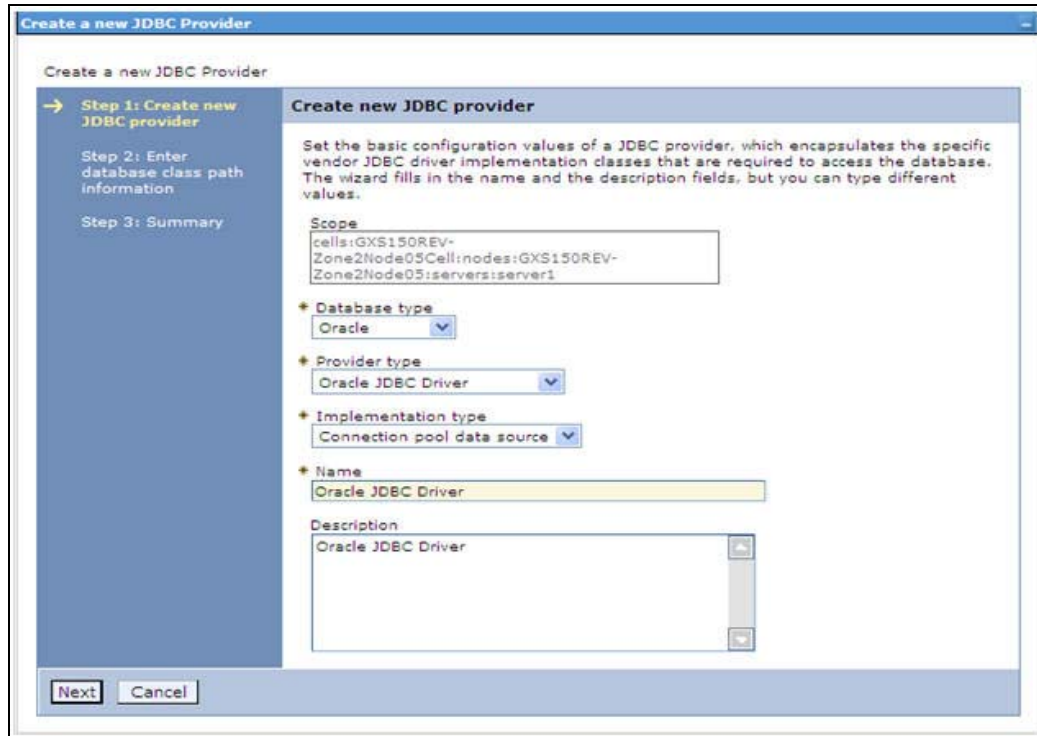 Create a new JDBC Provider
Create a new JDBC Provider
Step 1: Create new
JDBC provider
Step 2: Enter
database class path
information
Step 3: Summary
Create new JDBC provider
Set the basic configuration values of a JDBC provider, which encapsulates the specific
vendor JDBC driver implementation classes that are required to access the database.
The wizard fills in the name and the description fields, but you can type different
values.
Scope
cells:GXS150REV-
Zone2Node05Cell:nodes:GXS150REV-
Zone2Node05:servers:server1
* Database type
Oracle
* Provider type
Oracle JDBC Driver
* Implementation type
Connection pool data source
* Name
Oracle JDBC Driver
Description
Oracle JDBC Driver
Next Cancel